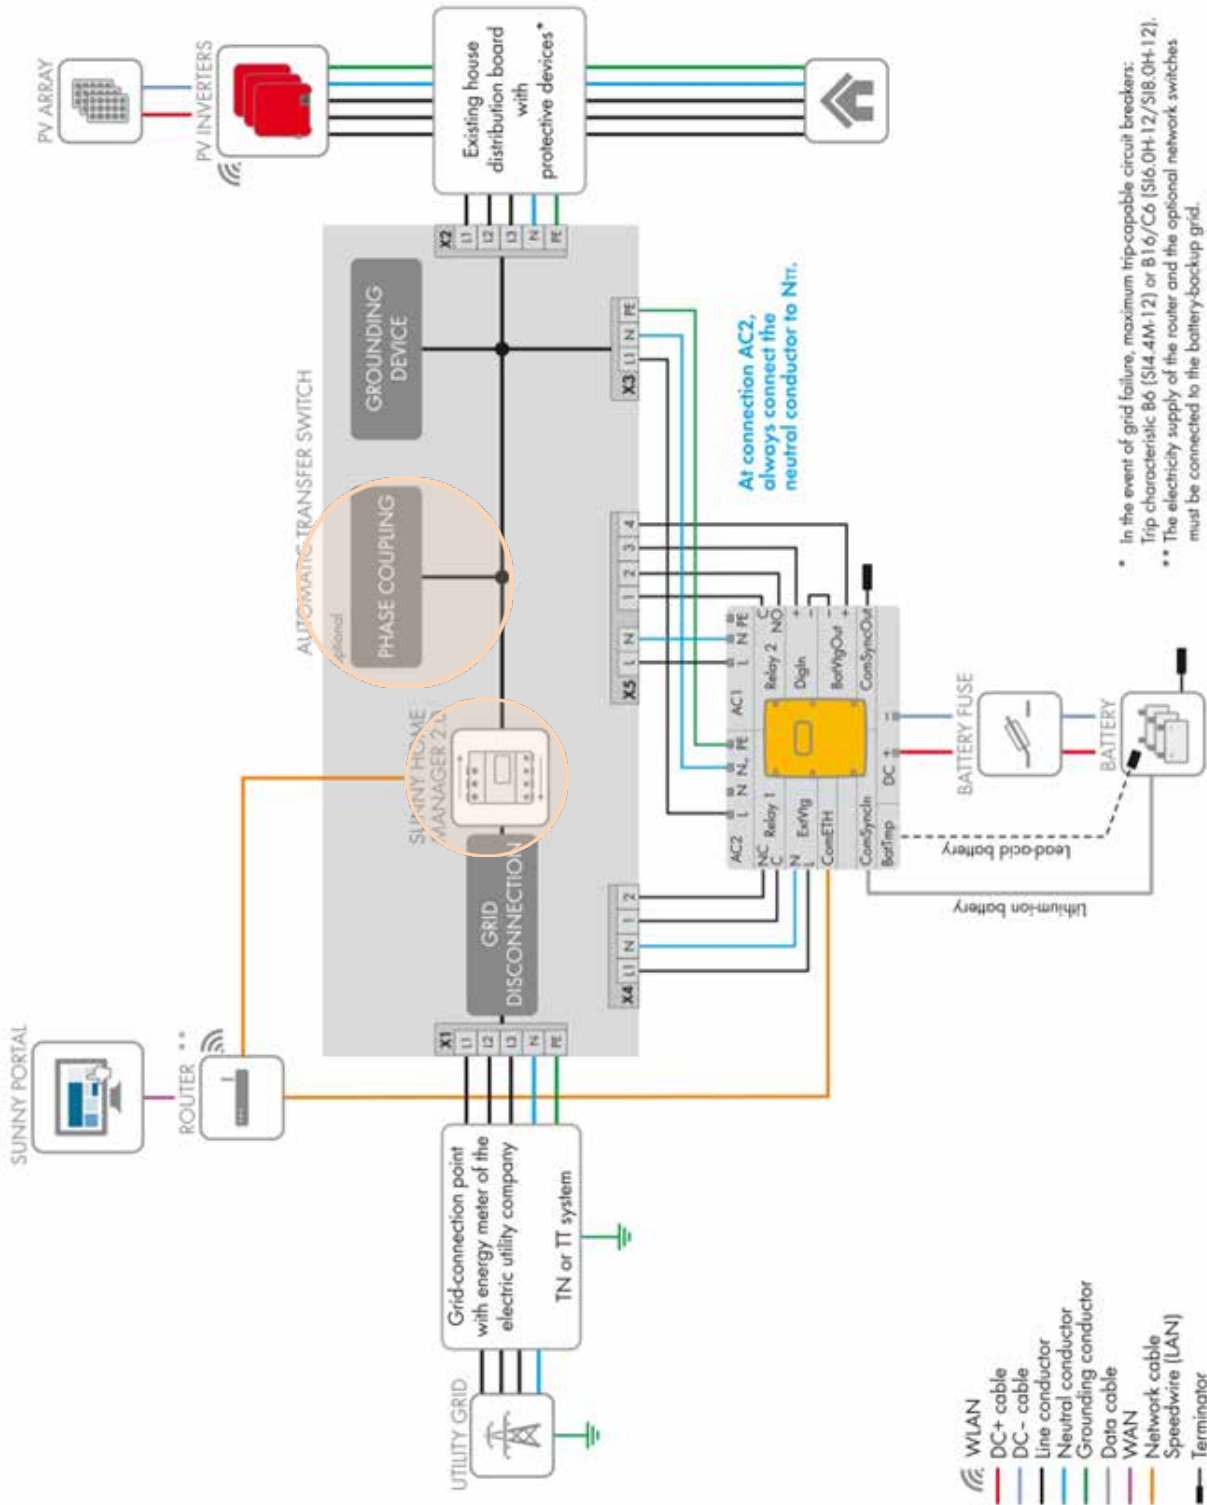 SUNNY PORTAL
ROUTER **
UTILITY GRID
Grid-connection point
with energy meter of the
electric utility company
TN or TT system
AUTOMATIC TRANSFER SWITCH
X1
L1
L2
L3
N
PE
GRID
DISCONNECTION
SUNNY HOME
MANAGER 2.0
optional
PHASE COUPLING
GROUNDING
DEVICE
X2
L1
L2
L3
N
PE
X4 L1 N 1 2
X5 L N 1 2 3 4
X3 L1 N PE
PV ARRAY
PV INVERTERS
Existing house
distribution board
with
protective devices*
At connection AC2,
always connect the
neutral conductor to NTT.
AC2 L N PE
AC1 L N PE
NC
C
Relay 1
N
L
ExtVtg
ComETH
ComSyncIn
BatTmp
DC + −
C
NO
Relay 2
+
−
DigIn
−
+
BatVtgOut
ComSyncOut
BATTERY FUSE
BATTERY
Lead-acid battery
Lithium-ion battery
WLAN
DC+ cable
DC− cable
Line conductor
Neutral conductor
Grounding conductor
Data cable
WAN
Network cable
Speedwire (LAN)
Terminator
* In the event of grid failure, maximum trip-capable circuit breakers:
Trip characteristic B6 (SI4.4M-12) or B16/C6 (SI6.0H-12/SI8.0H-12).
** The electricity supply of the router and the optional network switches
must be connected to the battery-backup grid.